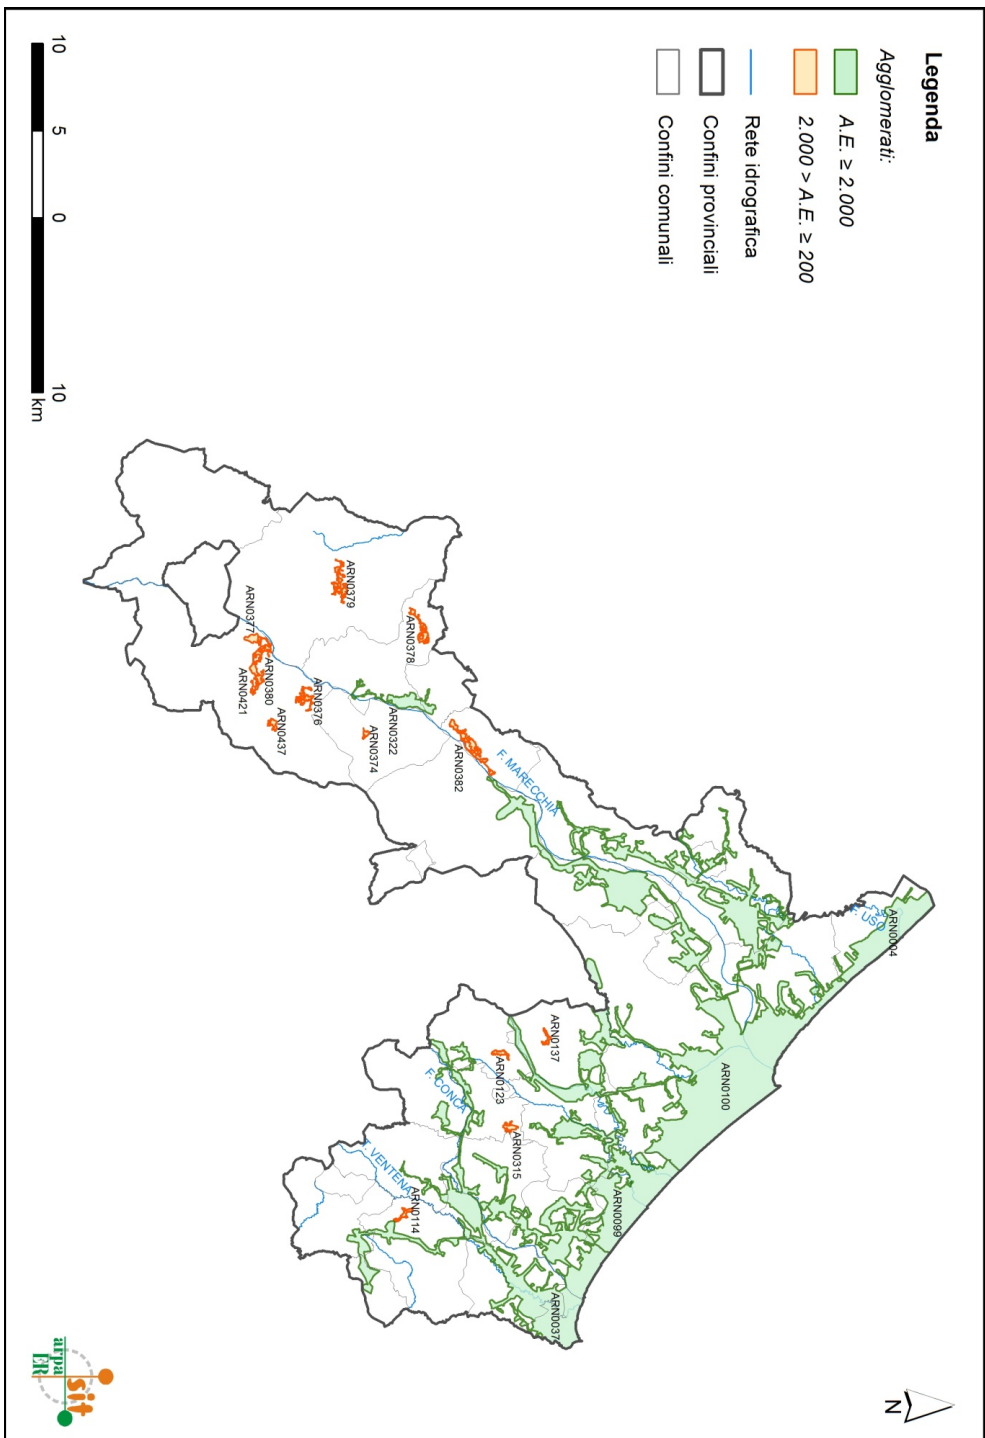 Legenda
Agglomerati:
A.E. ≥ 2.000
2.000 > A.E. ≥ 200
Rete idrografica
Confini provinciali
Confini comunali
10 5 0 10
km
N
F. USO
ARN0004
F. MARECCHIA
ARN0100
ARN0379
ARN0378
ARN0382
ARN0322
ARN0374
ARN0376
ARN0377
ARN0380
ARN0421
ARN0437
ARN0137
ARN0123
ARN0315
ARN0099
F. CONCA
T. VENTENA
ARN0114
ARN0037
arpa
ER
sit